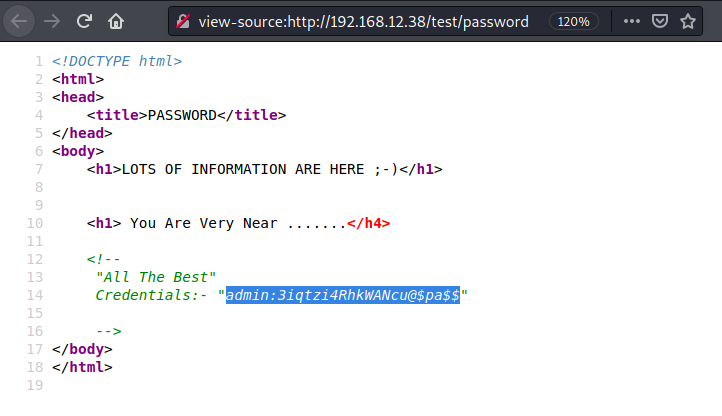 view-source:http://192.168.12.38/test/password 120%
1 <!DOCTYPE html>
2 <html>
3 <head>
4 <title>PASSWORD</title>
5 </head>
6 <body>
7 <h1>LOTS OF INFORMATION ARE HERE ;-)</h1>
8
9
10 <h1> You Are Very Near .......</h4>
11
12 <!--
13 "All The Best"
14 Credentials:- "admin:3iqtzi4RhkWANcu@$pa$$"
15
16 -->
17 </body>
18 </html>
19